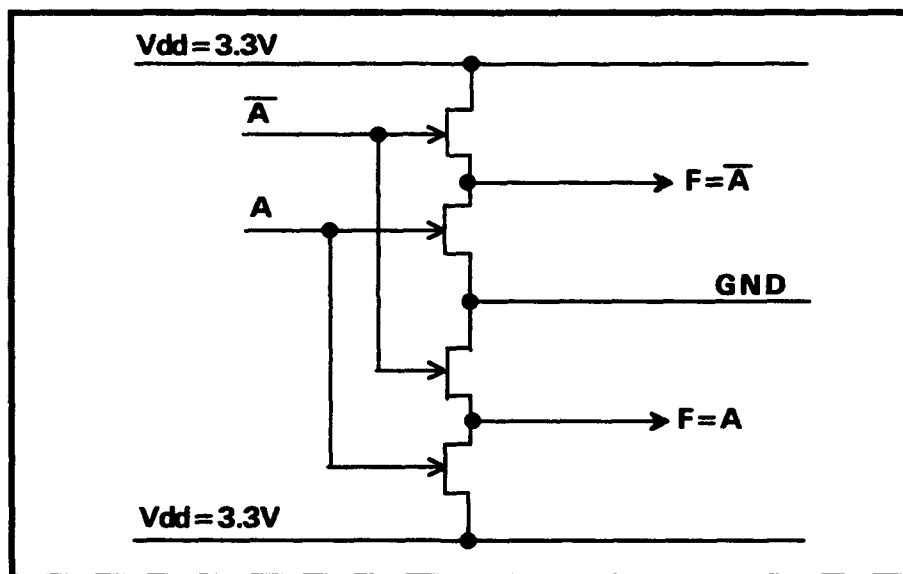 Vdd=3.3V
A̅
F=A̅
A
GND
F=A
Vdd=3.3V